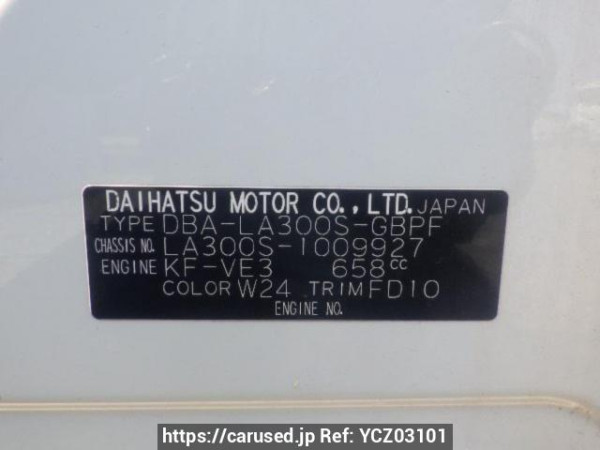 DAIHATSU MOTOR CO., LTD. JAPAN
TYPE DBA-LA300S-GBPF
CHASSIS NO. LA300S-1009927
ENGINE KF-VE3 658cc
COLOR W24 TRIM FD10
ENGINE NO.
https://carused.jp Ref: YCZ03101